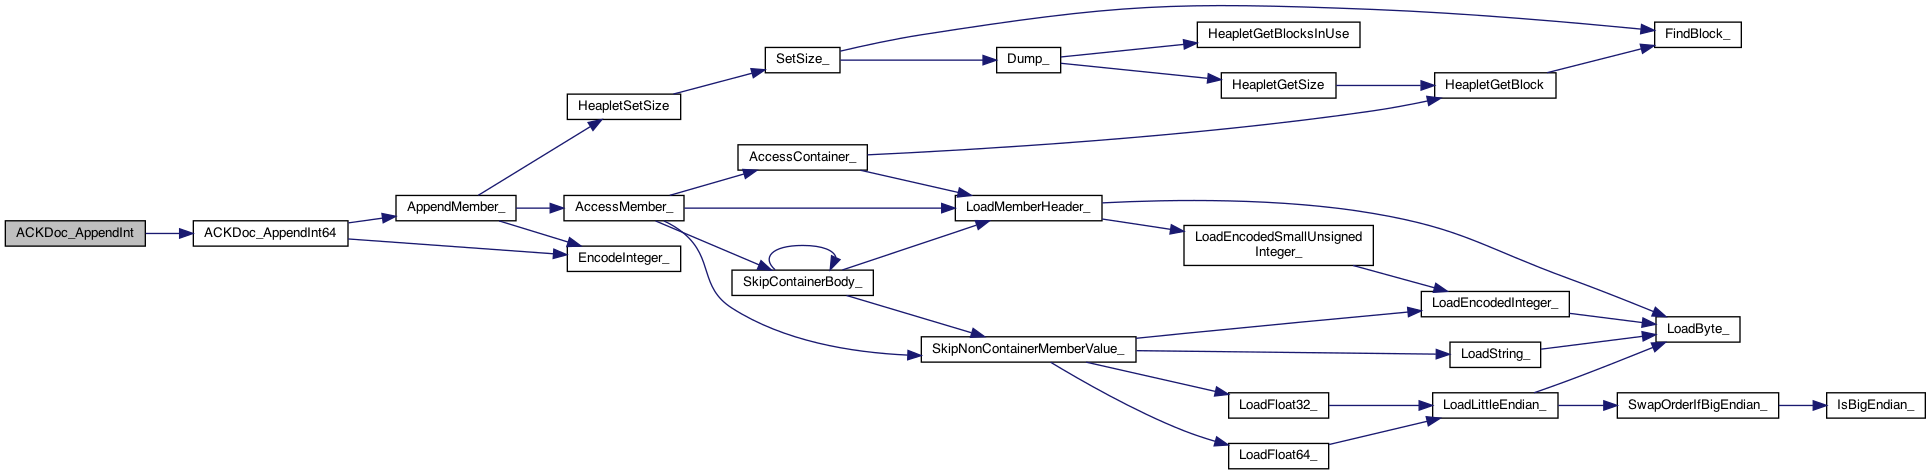 HeapletGetBlocksInUse
FindBlock_
SetSize_
Dump_
HeapletGetSize
HeapletGetBlock
HeapletSetSize
AccessContainer_
AppendMember_
AccessMember_
LoadMemberHeader_
ACKDoc_AppendInt
ACKDoc_AppendInt64
LoadEncodedSmallUnsigned
Integer_
EncodeInteger_
SkipContainerBody_
LoadEncodedInteger_
LoadByte_
SkipNonContainerMemberValue_
LoadString_
LoadFloat32_
LoadLittleEndian_
SwapOrderIfBigEndian_
IsBigEndian_
LoadFloat64_